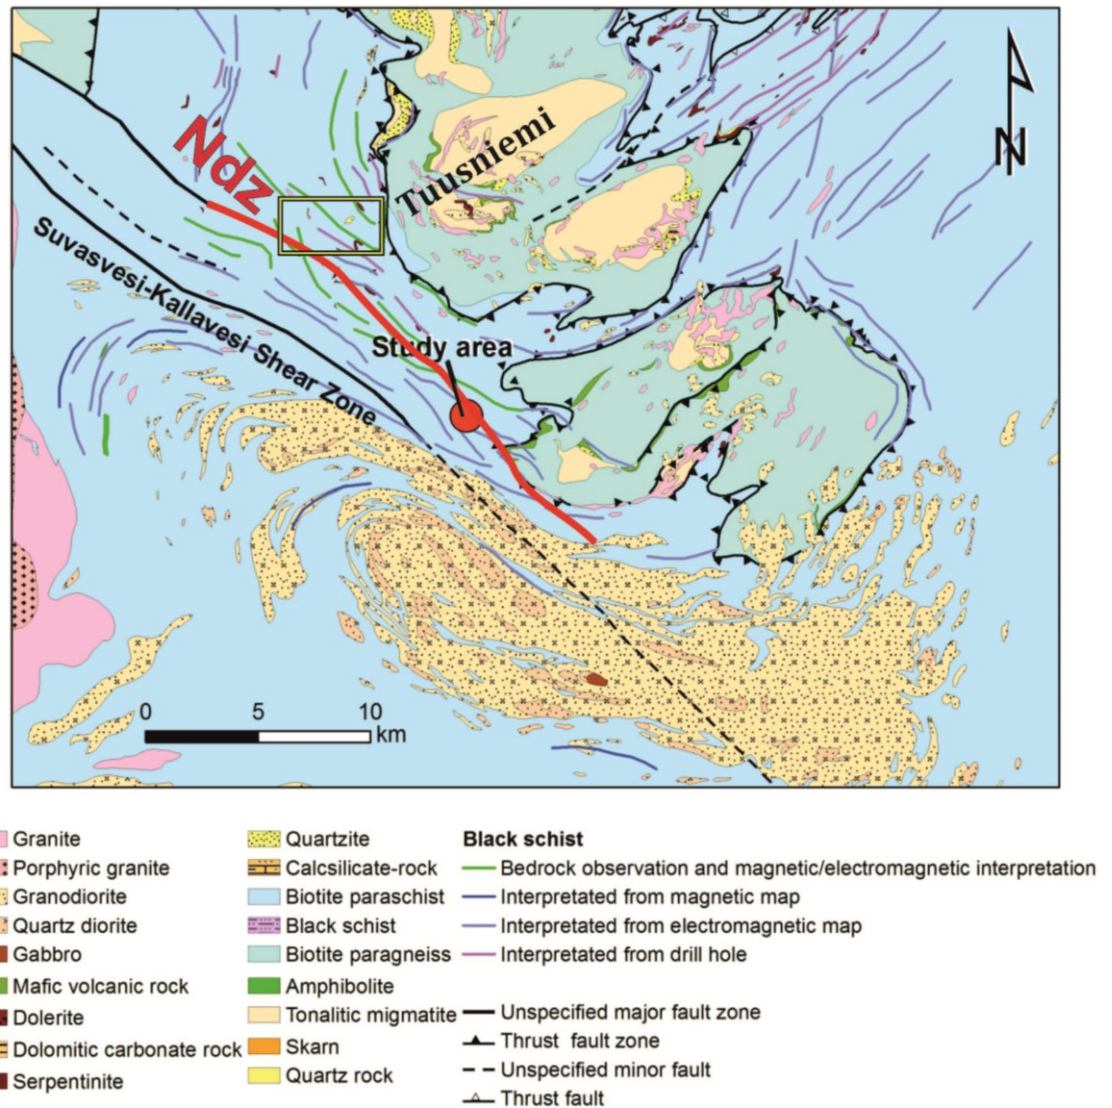 N
Ndz
Tuusniemi
Suvasvesi-Kallavesi Shear Zone
Study area
0 5 10
km
Granite
Porphyric granite
Granodiorite
Quartz diorite
Gabbro
Mafic volcanic rock
Dolerite
Dolomitic carbonate rock
Serpentinite
Quartzite
Calcsilicate-rock
Biotite paraschist
Black schist
Biotite paragneiss
Amphibolite
Tonalitic migmatite
Skarn
Quartz rock
Black schist
Bedrock observation and magnetic/electromagnetic interpretation
Interpretated from magnetic map
Interpretated from electromagnetic map
Interpretated from drill hole
Unspecified major fault zone
Thrust fault zone
Unspecified minor fault
Thrust fault